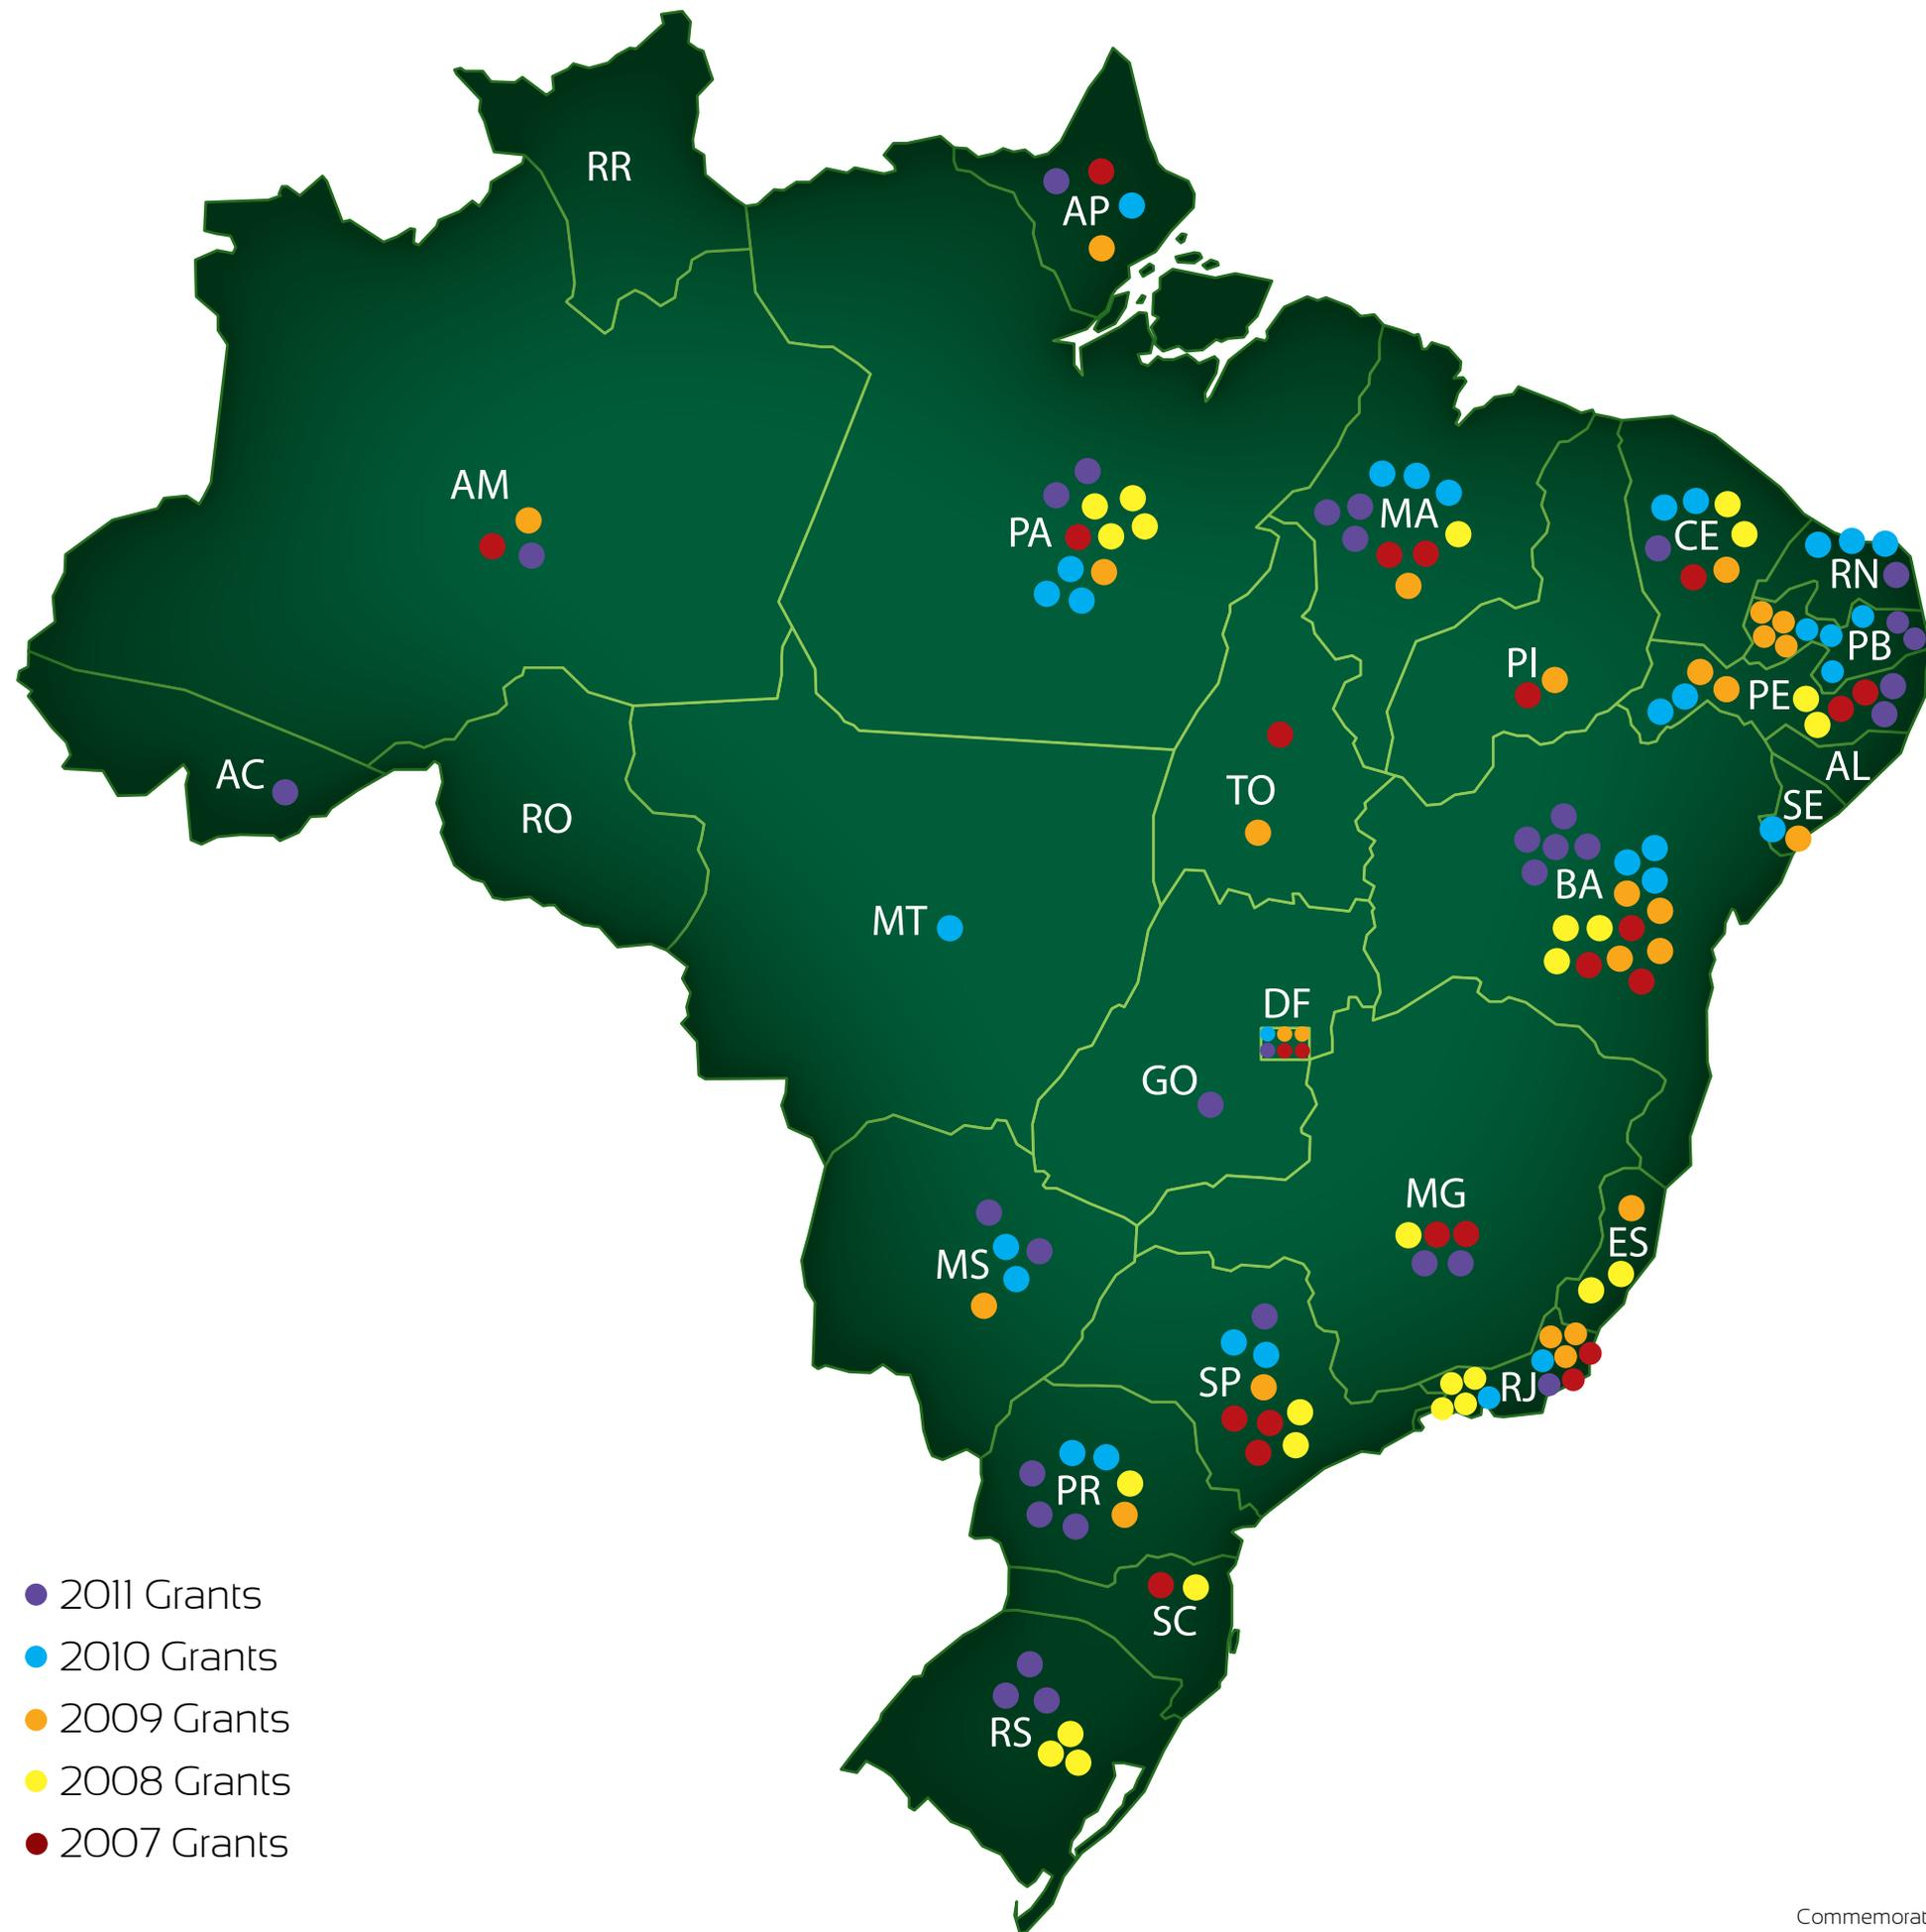 RR
AP
AM
PA
MA
CE
RN
PB
PI
PE
AC
RO
TO
AL
SE
BA
MT
DF
GO
MG
ES
MS
SP
RJ
PR
SC
RS
2011 Grants
2010 Grants
2009 Grants
2008 Grants
2007 Grants
Commemorat